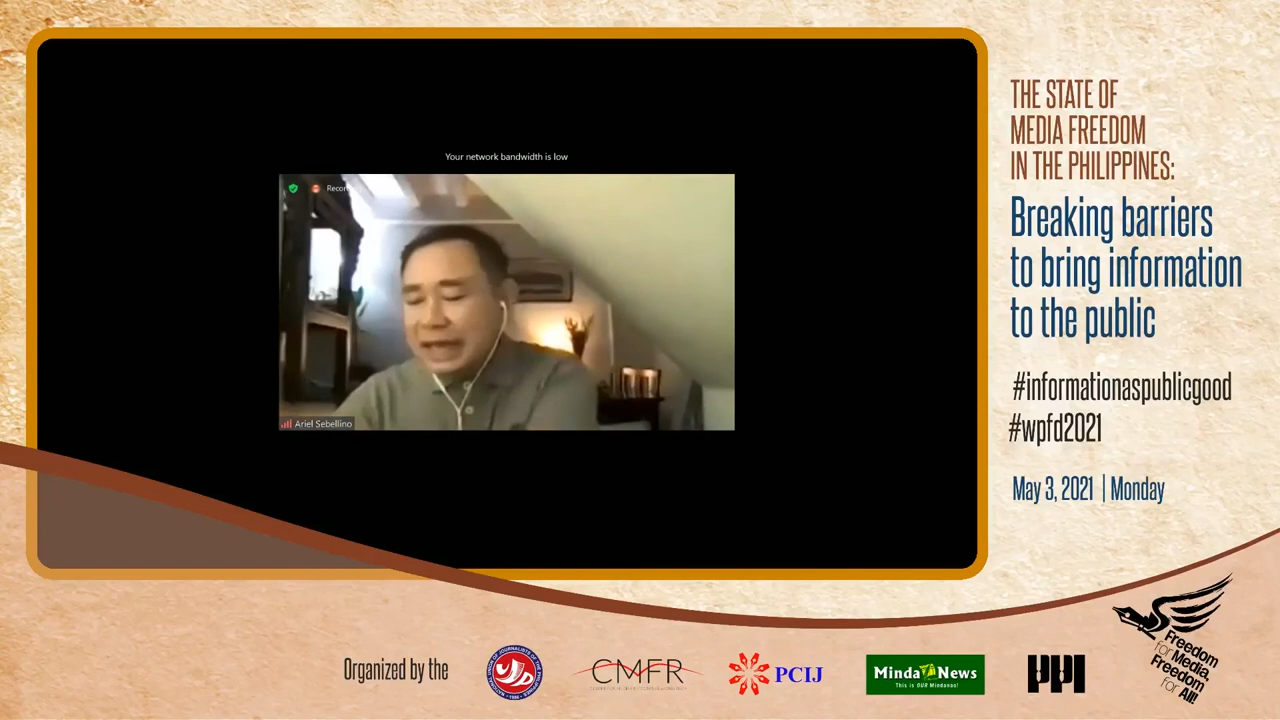 Your network bandwidth is low
Recor
Ariel Sebellino
THE STATE OF
MEDIA FREEDOM
IN THE PHILIPPINES:
Breaking barriers
to bring information
to the public
#informationaspublicgood
#wpfd2021
May 3, 2021 | Monday
Organized by the
CMFR
PCIJ
MindaNews
This is OUR Mindanao!
PPI
Freedom
for Media,
Freedom
for All!